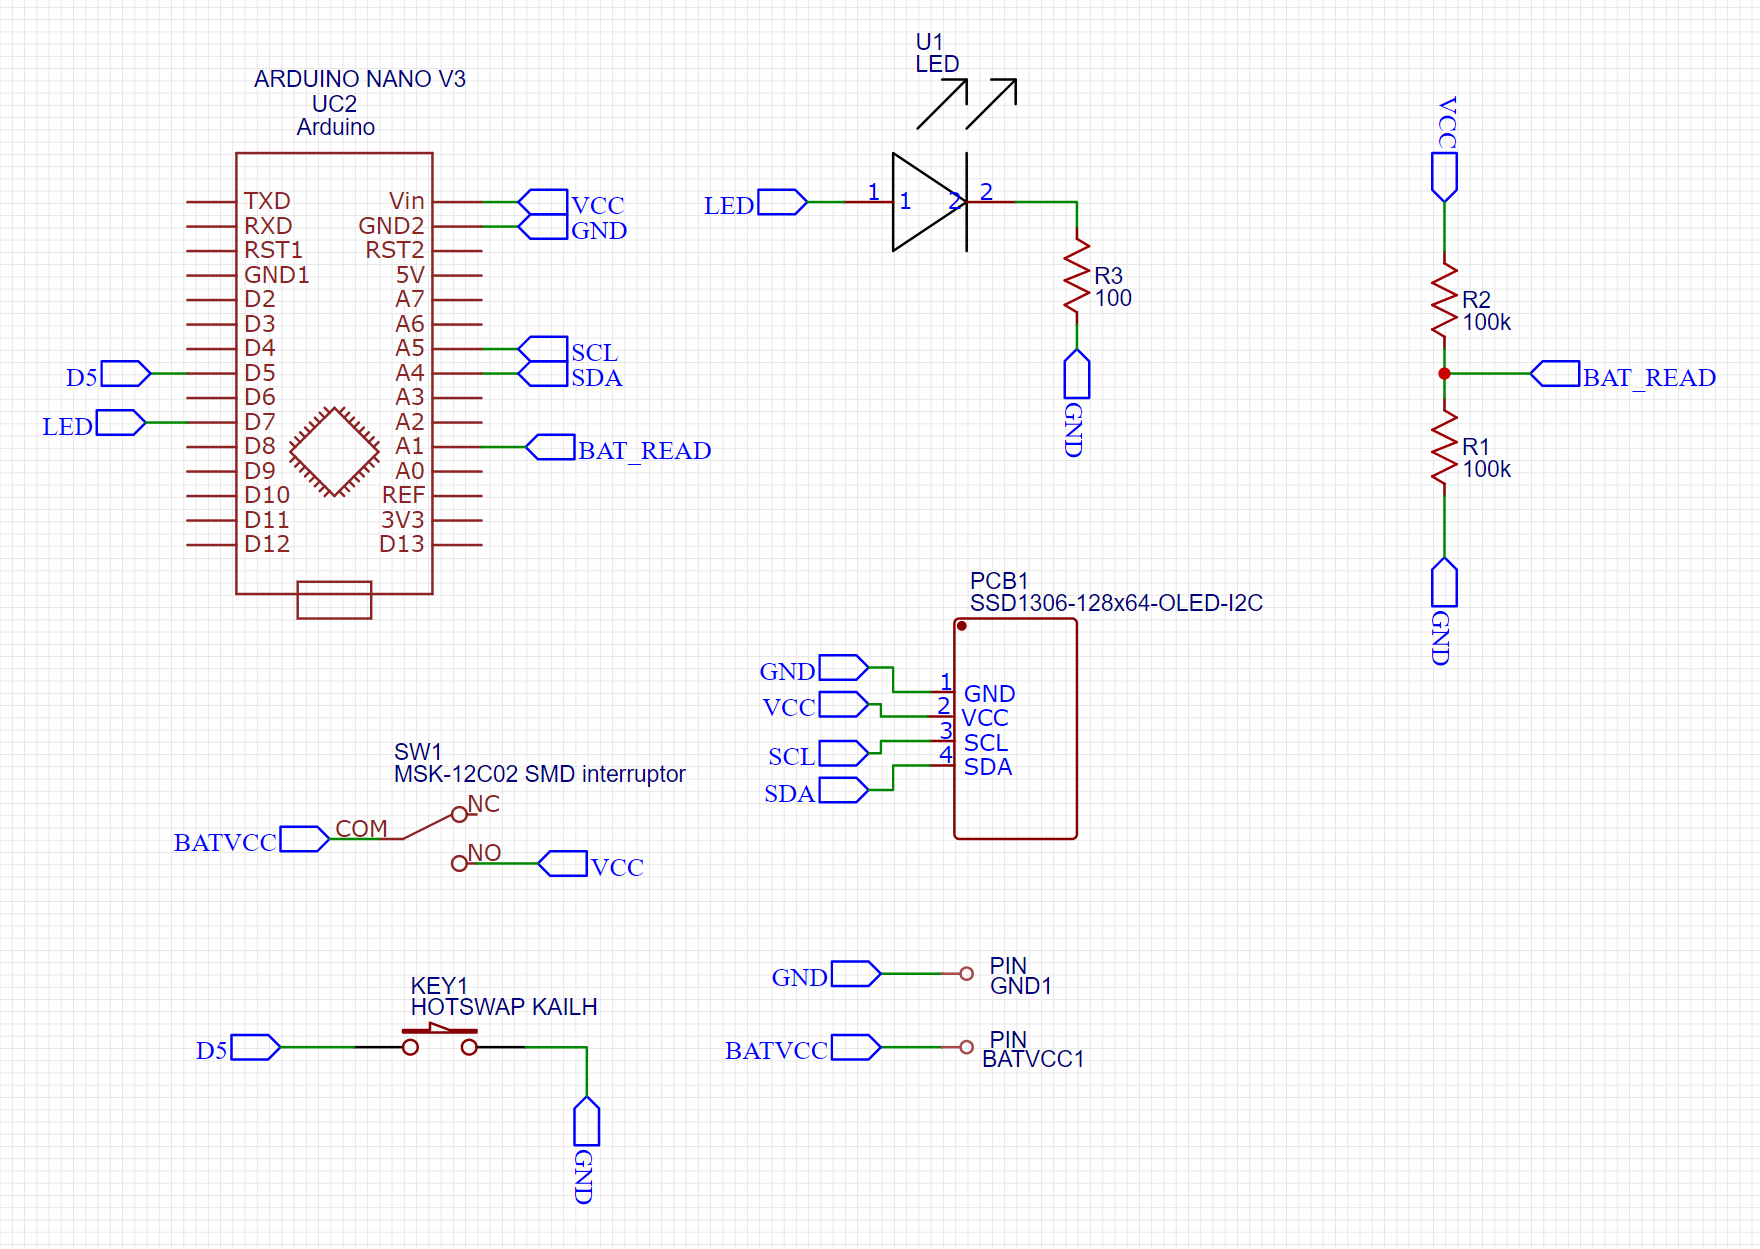 ARDUINO NANO V3
UC2
Arduino
TXD
RXD
RST1
GND1
D2
D3
D4
D5
D6
D7
D8
D9
D10
D11
D12
Vin
GND2
RST2
5V
A7
A6
A5
A4
A3
A2
A1
A0
REF
3V3
D13
D5
LED
VCC
GND
SCL
SDA
BAT_READ
U1
LED
LED
1
1
2
2
R3
100
GND
VCC
R2
100k
BAT_READ
R1
100k
GND
PCB1
SSD1306-128x64-OLED-I2C
GND
VCC
SCL
SDA
1
2
3
4
GND
VCC
SCL
SDA
SW1
MSK-12C02 SMD interruptor
BATVCC
COM
NC
NO
VCC
KEY1
HOTSWAP KAILH
D5
GND
GND
PIN
GND1
BATVCC
PIN
BATVCC1